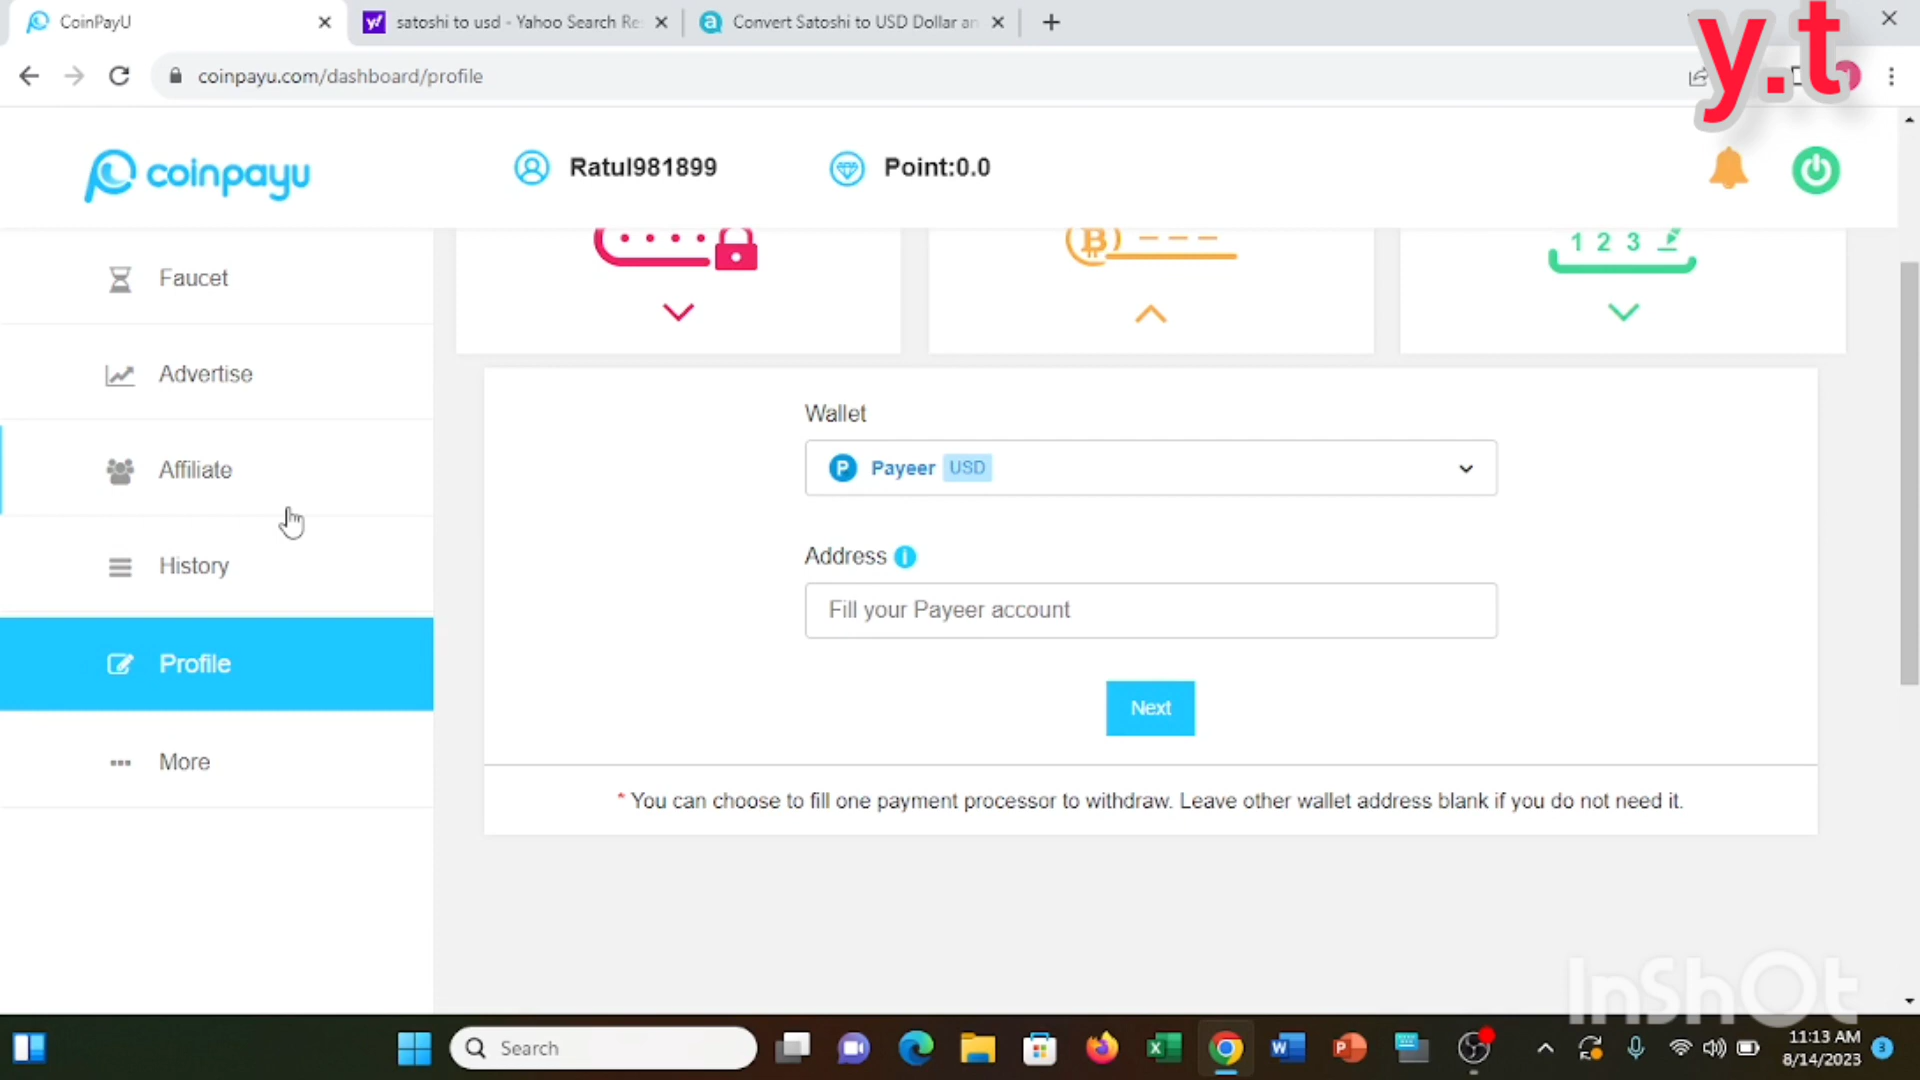 CoinPayU
satoshi to usd - Yahoo Search Re
Convert Satoshi to USD Dollar an
y.t
coinpayu.com/dashboard/profile
coinpayu
Ratul981899
Point:0.0
1 2 3
Faucet
Advertise
Affiliate
History
Profile
More
Wallet
Payeer USD
Address
Fill your Payeer account
Next
* You can choose to fill one payment processor to withdraw. Leave other wallet address blank if you do not need it.
InShOt
Search
11:13 AM
8/14/2023
3